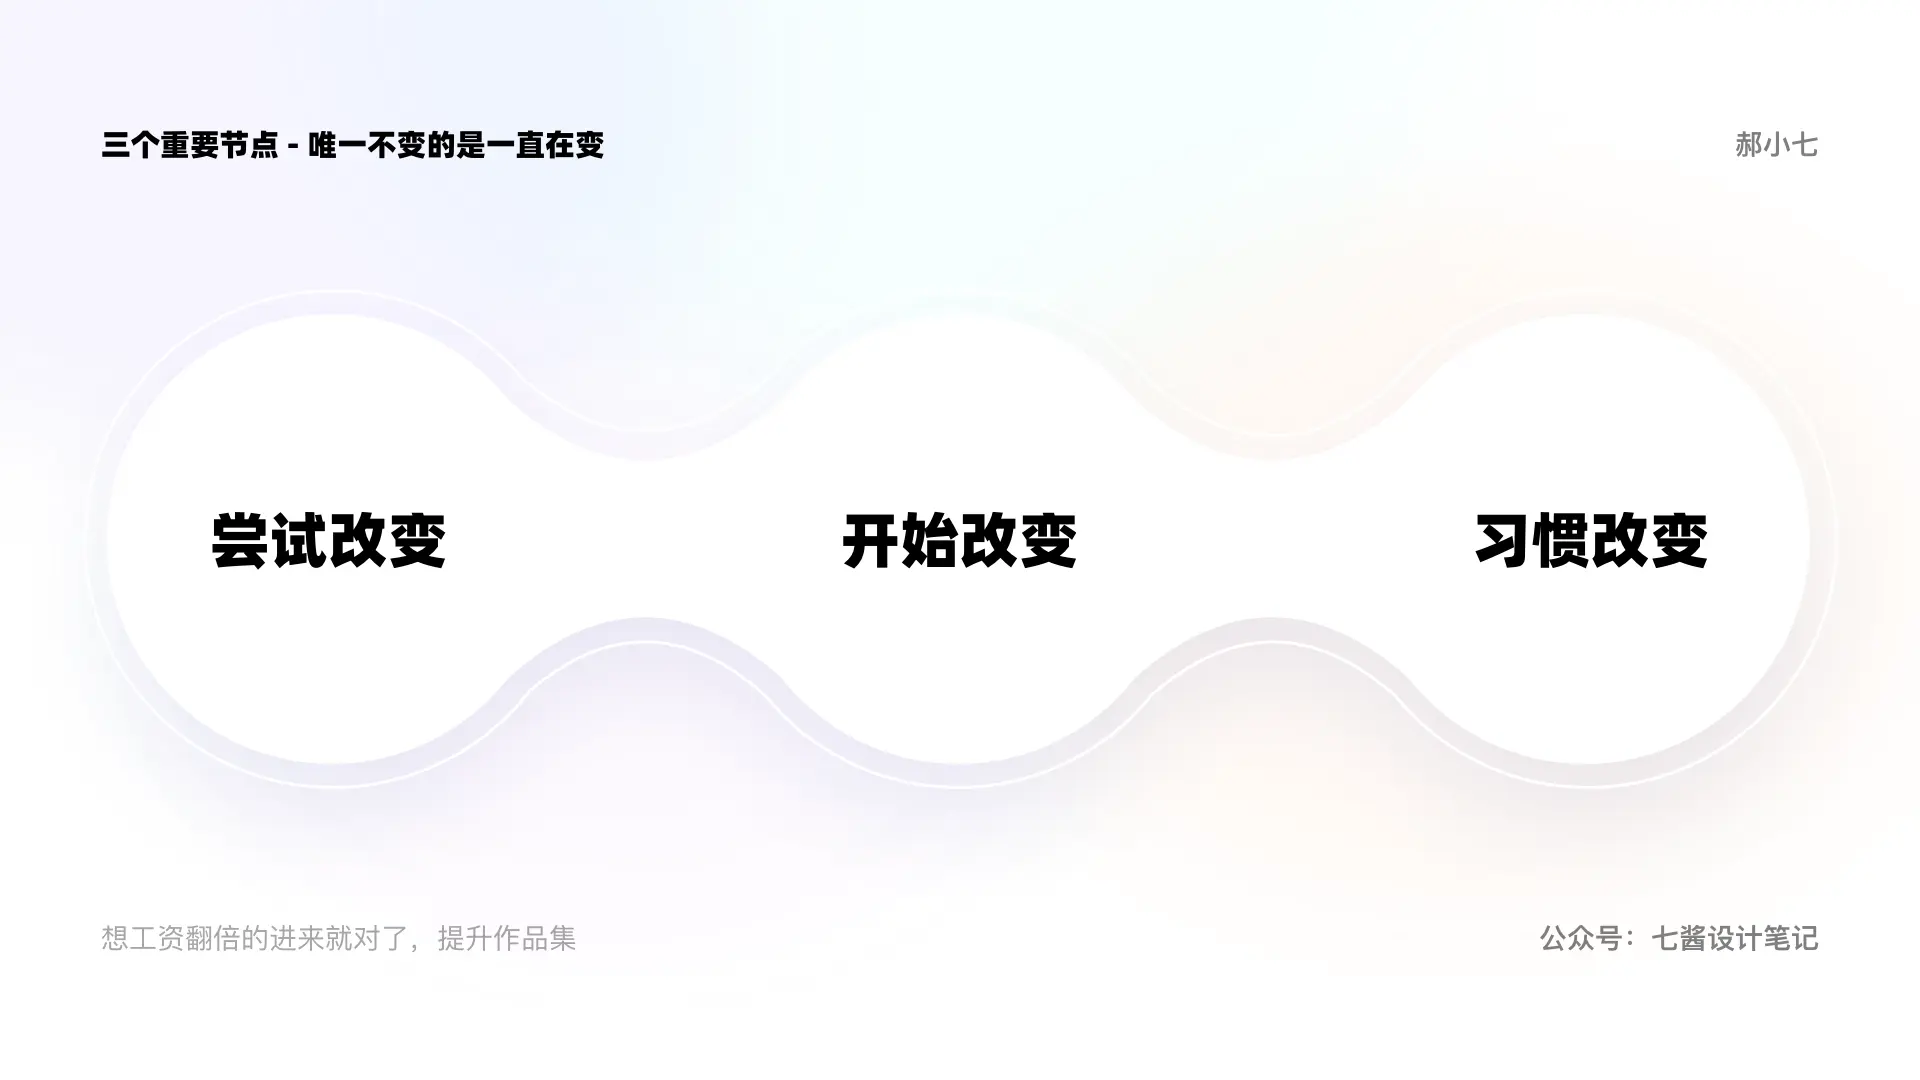 三个重要节点 - 唯一不变的是一直在变
郝小七
尝试改变
开始改变
习惯改变
想工资翻倍的进来就对了，提升作品集
公众号：七酱设计笔记